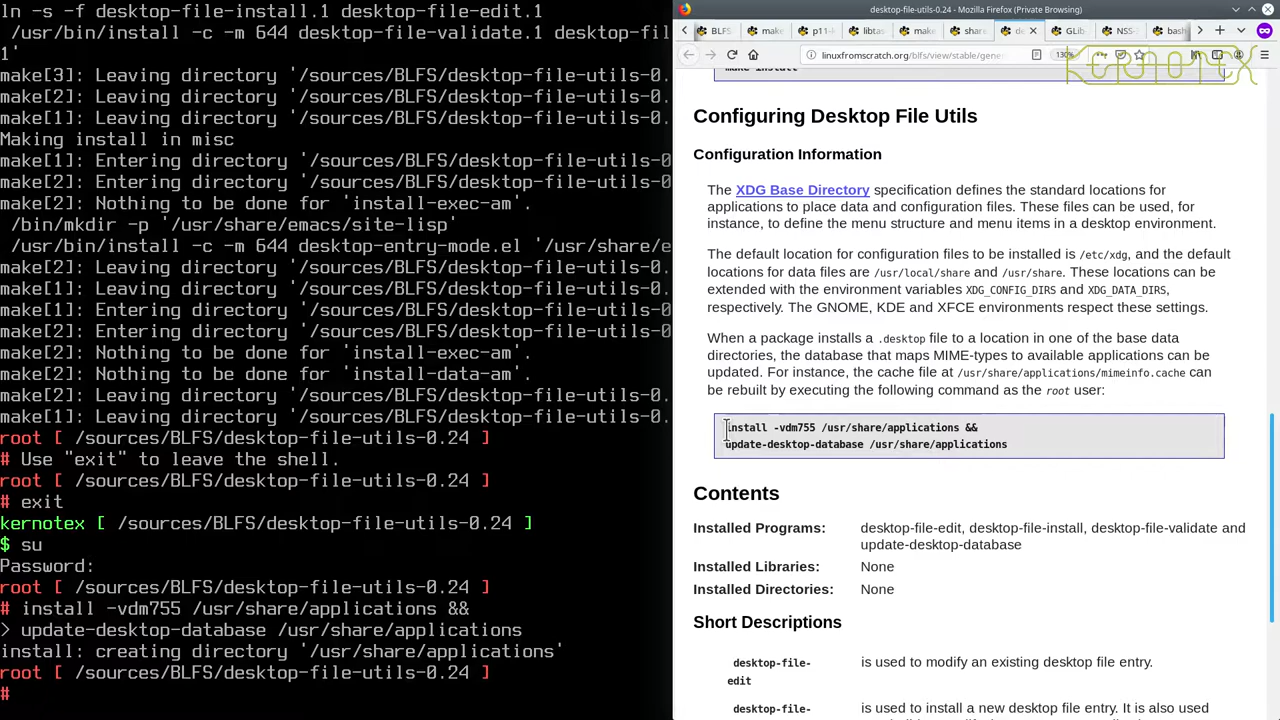 ln -s -f desktop-file-install.1 desktop-file-edit.1
/usr/bin/install -c -m 644 desktop-file-validate.1 desktop-file-
1'
make[2]: Leaving directory '/sources/BLFS/desktop-file-utils-0.
make[2]: Leaving directory '/sources/BLFS/desktop-file-utils-0.
make[1]: Leaving directory '/sources/BLFS/desktop-file-utils-0.
Making install in misc
make[1]: Entering directory '/sources/BLFS/desktop-file-utils-0
make[2]: Entering directory '/sources/BLFS/desktop-file-utils-0
make[2]: Nothing to be done for 'install-exec-am'.
/bin/mkdir -p '/usr/share/emacs/site-lisp'
/usr/bin/install -c -m 644 desktop-entry-mode.el '/usr/share/e
make[2]: Leaving directory '/sources/BLFS/desktop-file-utils-0.
make[1]: Leaving directory '/sources/BLFS/desktop-file-utils-0.
make[1]: Entering directory '/sources/BLFS/desktop-file-utils-0
make[2]: Entering directory '/sources/BLFS/desktop-file-utils-0
make[2]: Nothing to be done for 'install-exec-am'.
make[2]: Nothing to be done for 'install-data-am'.
make[2]: Leaving directory '/sources/BLFS/desktop-file-utils-0.
make[1]: Leaving directory '/sources/BLFS/desktop-file-utils-0.
root [ /sources/BLFS/desktop-file-utils-0.24 ]
# Use "exit" to leave the shell.
root [ /sources/BLFS/desktop-file-utils-0.24 ]
# exit
kernotex [ /sources/BLFS/desktop-file-utils-0.24 ]
$ su
Password:
root [ /sources/BLFS/desktop-file-utils-0.24 ]
# install -vdm755 /usr/share/applications &&
> update-desktop-database /usr/share/applications
install: creating directory '/usr/share/applications'
root [ /sources/BLFS/desktop-file-utils-0.24 ]
#
desktop-file-utils-0.24 - Mozilla Firefox (Private Browsing)
BLFS make p11-k libtas make share de GLib NSS- bash
linuxfromscratch.org/blfs/view/stable/gene 130%
KERNOTEX
make install
Configuring Desktop File Utils
Configuration Information
The XDG Base Directory specification defines the standard locations for
applications to place data and configuration files. These files can be used, for
instance, to define the menu structure and menu items in a desktop environment.
The default location for configuration files to be installed is /etc/xdg, and the default
locations for data files are /usr/local/share and /usr/share. These locations can be
extended with the environment variables XDG_CONFIG_DIRS and XDG_DATA_DIRS,
respectively. The GNOME, KDE and XFCE environments respect these settings.
When a package installs a .desktop file to a location in one of the base data
directories, the database that maps MIME-types to available applications can be
updated. For instance, the cache file at /usr/share/applications/mimeinfo.cache can
be rebuilt by executing the following command as the root user:
install -vdm755 /usr/share/applications &&
update-desktop-database /usr/share/applications
Contents
Installed Programs: desktop-file-edit, desktop-file-install, desktop-file-validate and
update-desktop-database
Installed Libraries: None
Installed Directories: None
Short Descriptions
desktop-file- is used to modify an existing desktop file entry.
edit
desktop-file- is used to install a new desktop file entry. It is also used